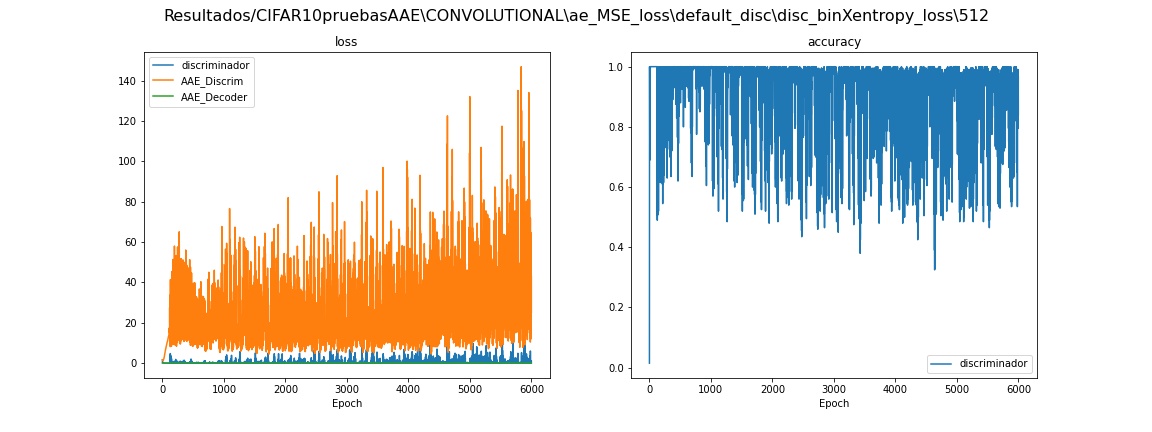 Resultados/CIFAR10pruebasAAE\CONVOLUTIONAL\ae_MSE_loss\default_disc\disc_binXentropy_loss\512
loss
discriminador
AAE_Discrim
AAE_Decoder
140
120
100
80
60
40
20
0
0 1000 2000 3000 4000 5000 6000
Epoch
accuracy
1.0
0.8
0.6
0.4
0.2
0.0
discriminador
0 1000 2000 3000 4000 5000 6000
Epoch